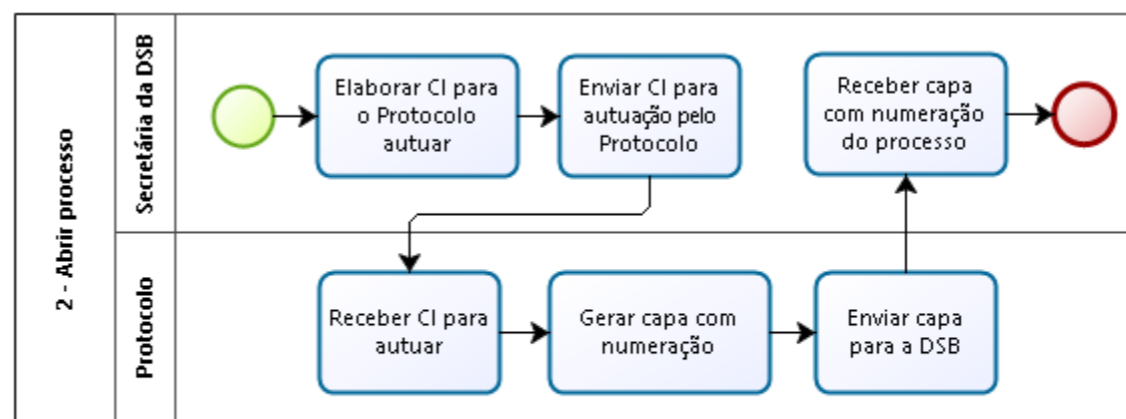 2 - Abrir processo
Secretária da DSB
Elaborar CI para
o Protocolo
autuar
Enviar CI para
autuação pelo
Protocolo
Receber capa
com numeração
do processo
Protocolo
Receber CI para
autuar
Gerar capa com
numeração
Enviar capa
para a DSB